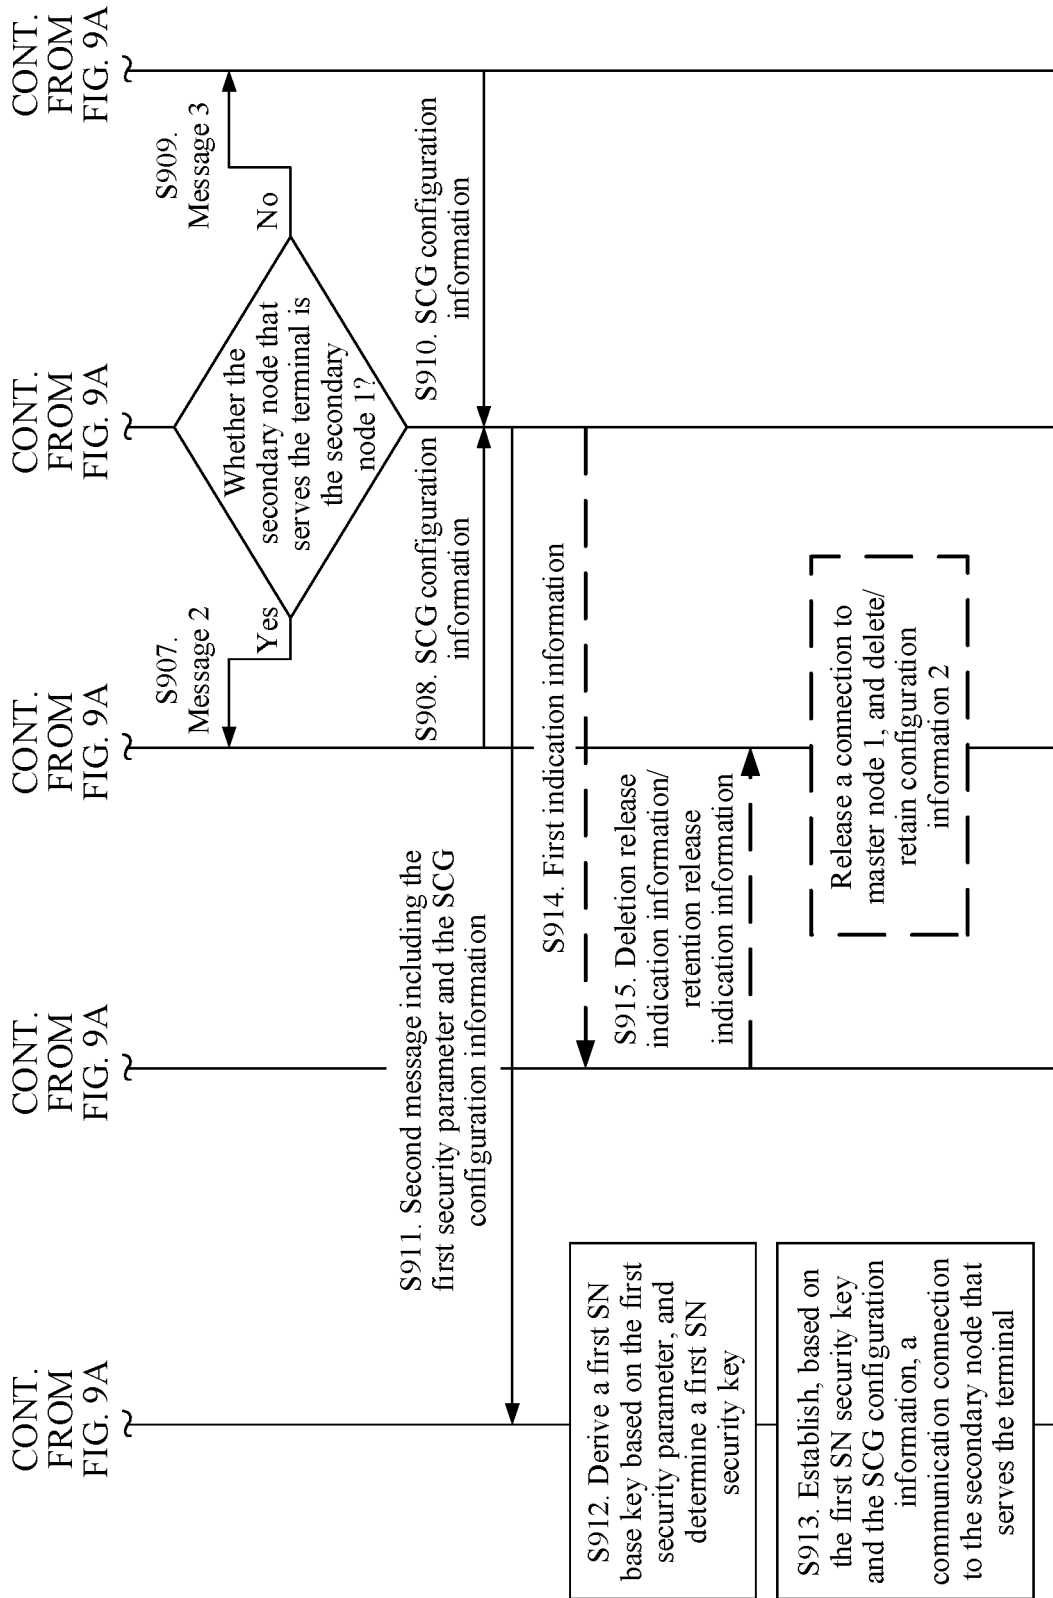 CONT.
FROM
FIG. 9A
CONT.
FROM
FIG. 9A
CONT.
FROM
FIG. 9A
CONT.
FROM
FIG. 9A
CONT.
FROM
FIG. 9A
Whether the
secondary node that
serves the terminal is
the secondary
node 1?
S907.
Message 2
Yes
S909.
Message 3
No
S908. SCG configuration
information
S910. SCG configuration
information
S911. Second message including the
first security parameter and the SCG
configuration information
S912. Derive a first SN
base key based on the first
security parameter, and
determine a first SN
security key
S914. First indication information
S915. Deletion release
indication information/
retention release
indication information
S913. Establish, based on
the first SN security key
and the SCG configuration
information, a
communication connection
to the secondary node that
serves the terminal
Release a connection to
master node 1, and delete/
retain configuration
information 2